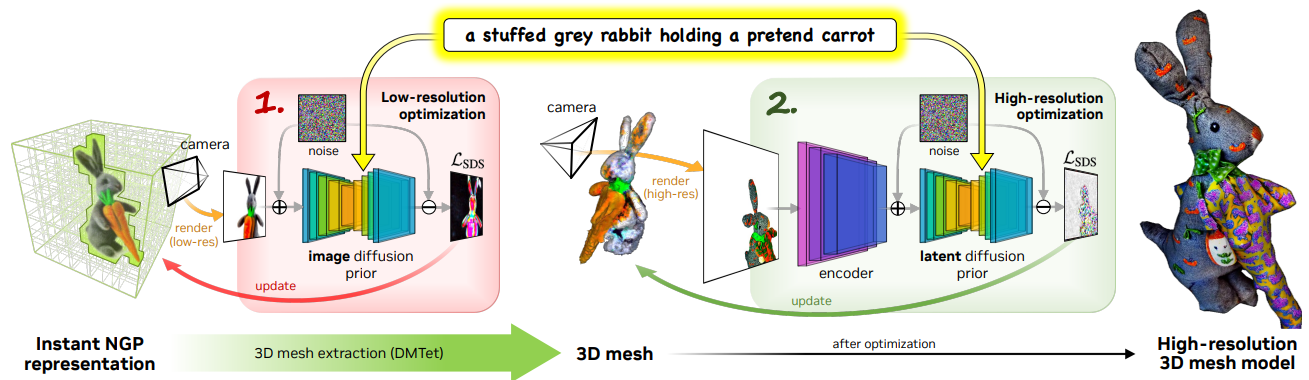 a stuffed grey rabbit holding a pretend carrot
1.
Low-resolution
optimization
noise
camera
render
(low-res)
image diffusion
prior
ℒSDS
update
camera
render
(high-res)
2.
High-resolution
optimization
noise
encoder
latent diffusion
prior
ℒSDS
update
Instant NGP
representation
3D mesh extraction (DMTet)
3D mesh
after optimization
High-resolution
3D mesh model